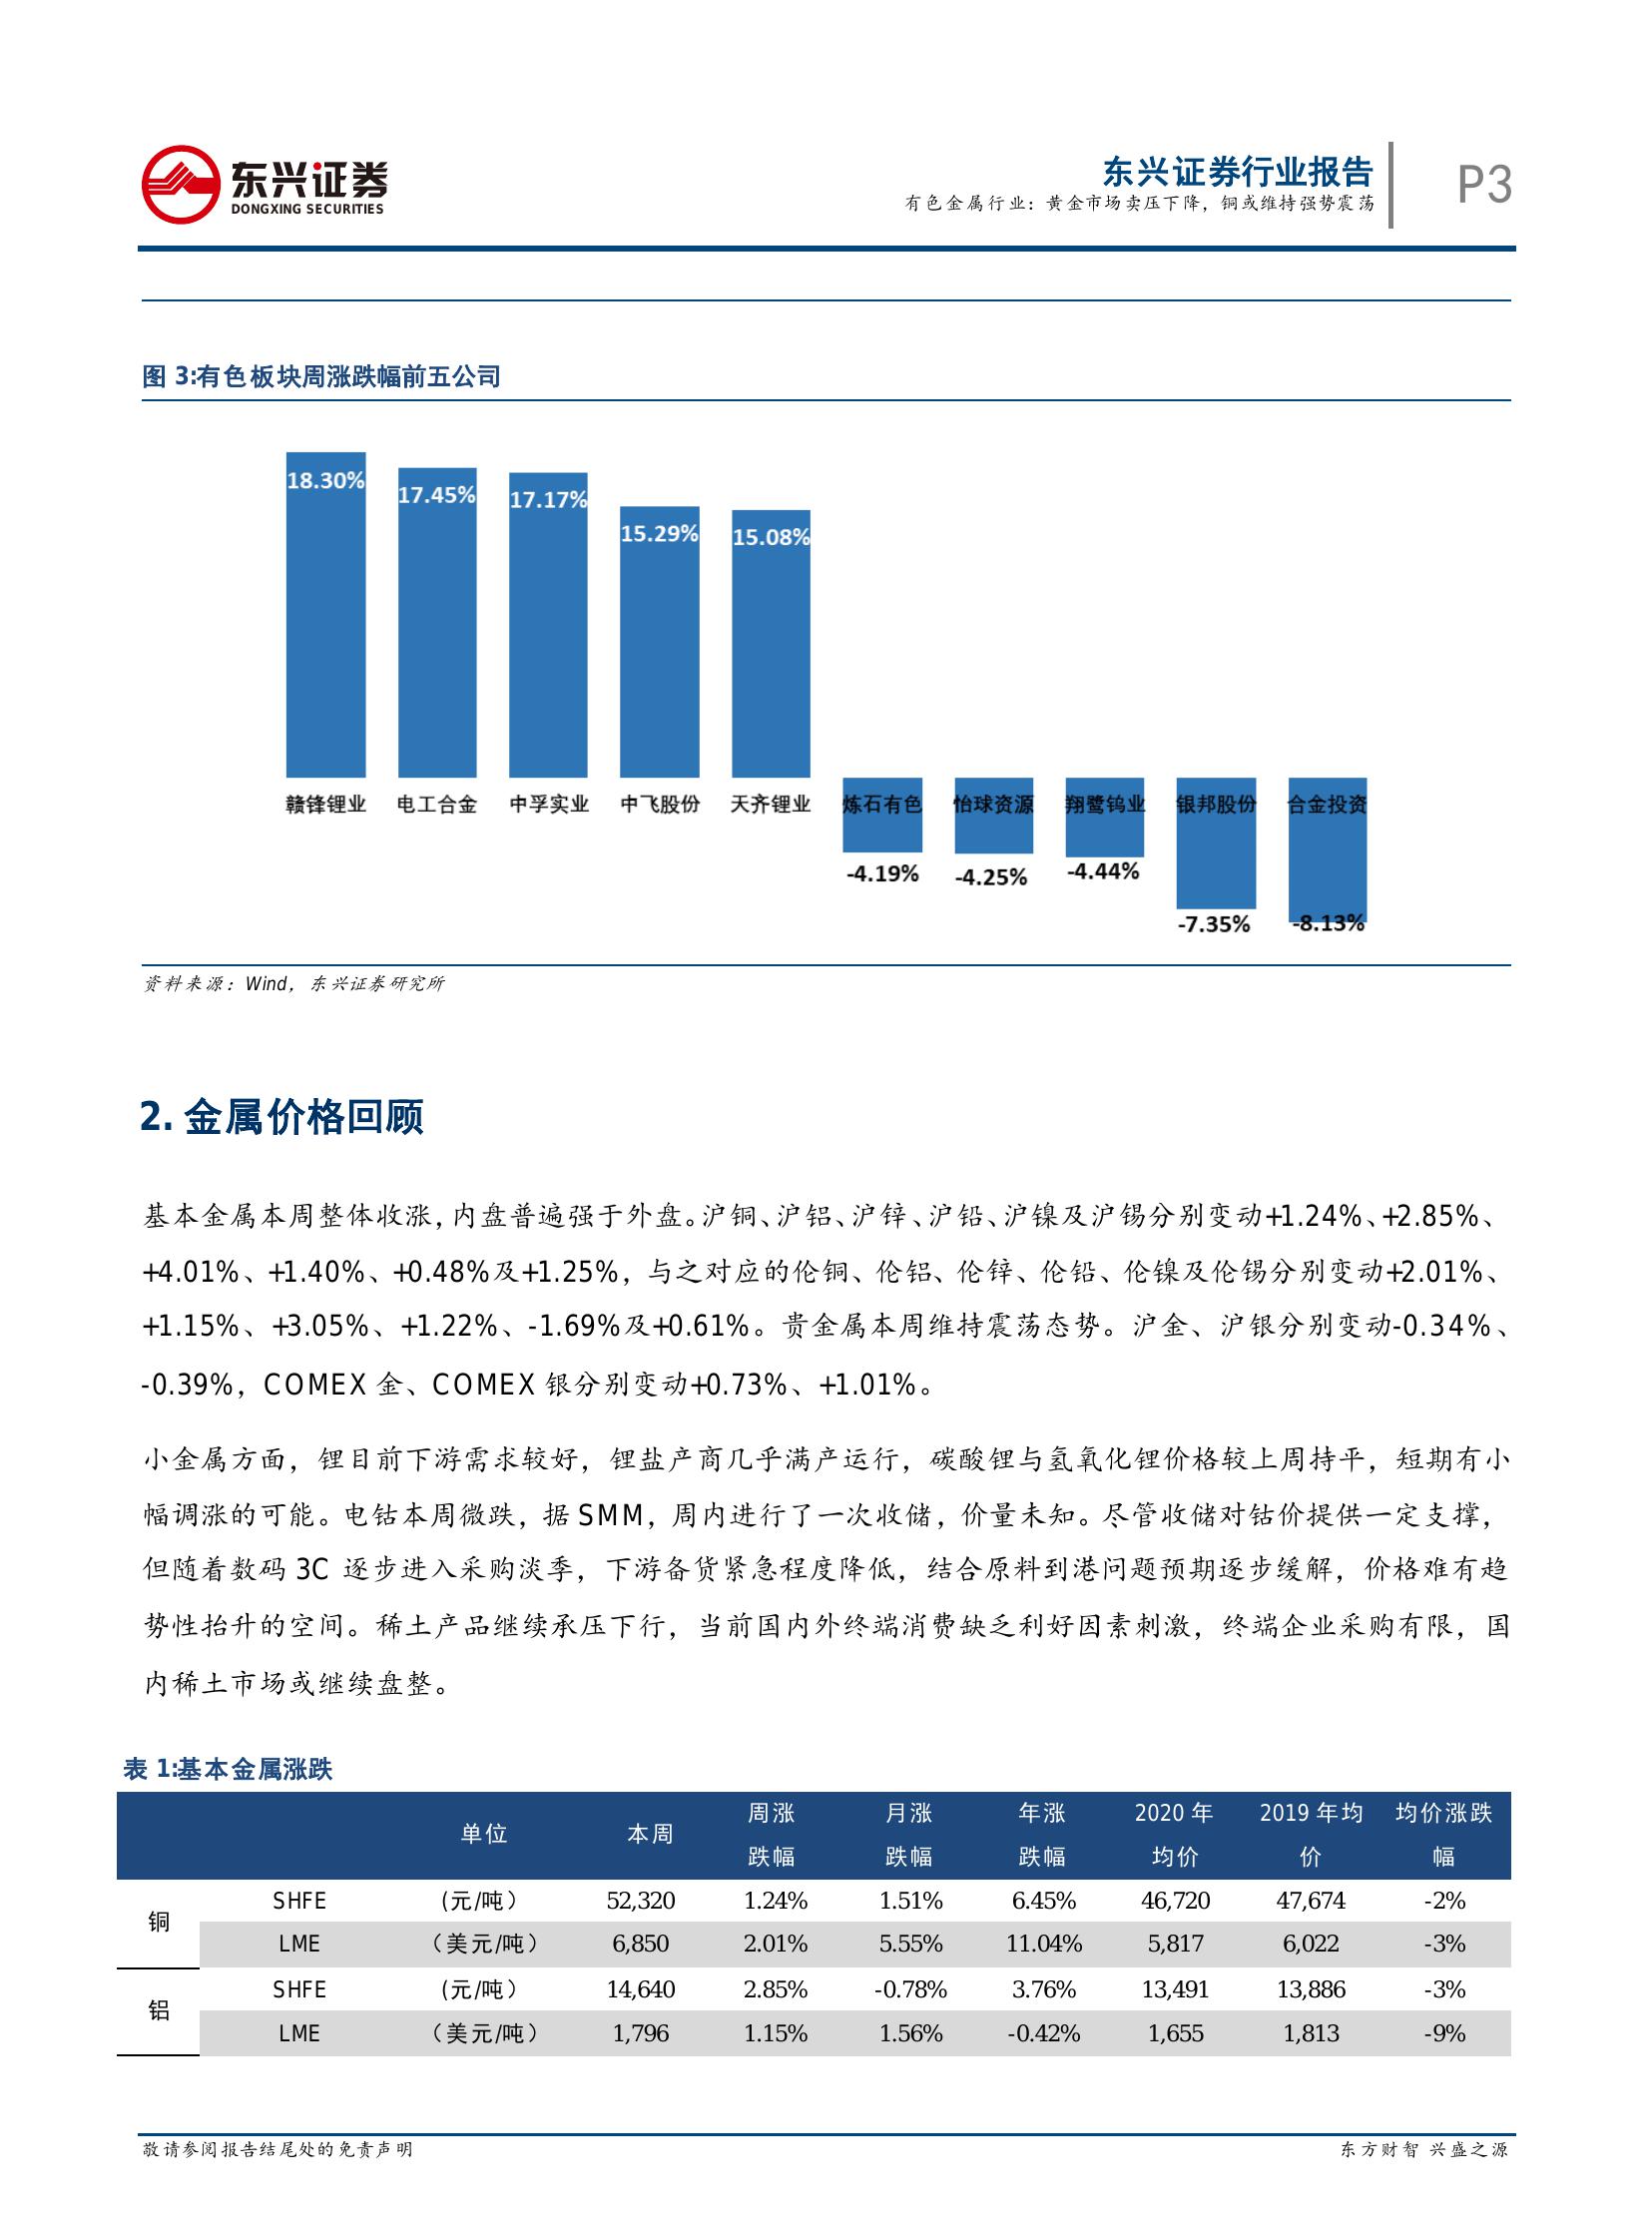 东兴证券
DONGXING SECURITIES
东兴证券行业报告
有色金属行业：黄金市场卖压下降，铜或维持强势震荡
P3
图 3:有色板块周涨跌幅前五公司
18.30%
17.45%
17.17%
15.29%
15.08%
赣锋锂业 电工合金 中孚实业 中飞股份 天齐锂业 炼石有色 怡球资源 翔鹭钨业 银邦股份 合金投资
-4.19%
-4.25%
-4.44%
-7.35%
-8.13%
资料来源：Wind，东兴证券研究所
2. 金属价格回顾
基本金属本周整体收涨，内盘普遍强于外盘。沪铜、沪铝、沪锌、沪铅、沪镍及沪锡分别变动+1.24%、+2.85%、
+4.01%、+1.40%、+0.48%及+1.25%，与之对应的伦铜、伦铝、伦锌、伦铅、伦镍及伦锡分别变动+2.01%、
+1.15%、+3.05%、+1.22%、-1.69%及+0.61%。贵金属本周维持震荡态势。沪金、沪银分别变动-0.34%、
-0.39%，COMEX 金、COMEX 银分别变动+0.73%、+1.01%。
小金属方面，锂目前下游需求较好，锂盐产商几乎满产运行，碳酸锂与氢氧化锂价格较上周持平，短期有小
幅调涨的可能。电钴本周微跌，据 SMM，周内进行了一次收储，价量未知。尽管收储对钴价提供一定支撑，
但随着数码 3C 逐步进入采购淡季，下游备货紧急程度降低，结合原料到港问题预期逐步缓解，价格难有趋
势性抬升的空间。稀土产品继续承压下行，当前国内外终端消费缺乏利好因素刺激，终端企业采购有限，国
内稀土市场或继续盘整。
表 1:基本金属涨跌
单位 本周 周涨跌幅 月涨跌幅 年涨跌幅 2020 年均价 2019 年均价 均价涨跌幅
铜 SHFE （元/吨） 52,320 1.24% 1.51% 6.45% 46,720 47,674 -2%
LME （美元/吨） 6,850 2.01% 5.55% 11.04% 5,817 6,022 -3%
铝 SHFE （元/吨） 14,640 2.85% -0.78% 3.76% 13,491 13,886 -3%
LME （美元/吨） 1,796 1.15% 1.56% -0.42% 1,655 1,813 -9%
敬请参阅报告结尾处的免责声明
东方财智 兴盛之源